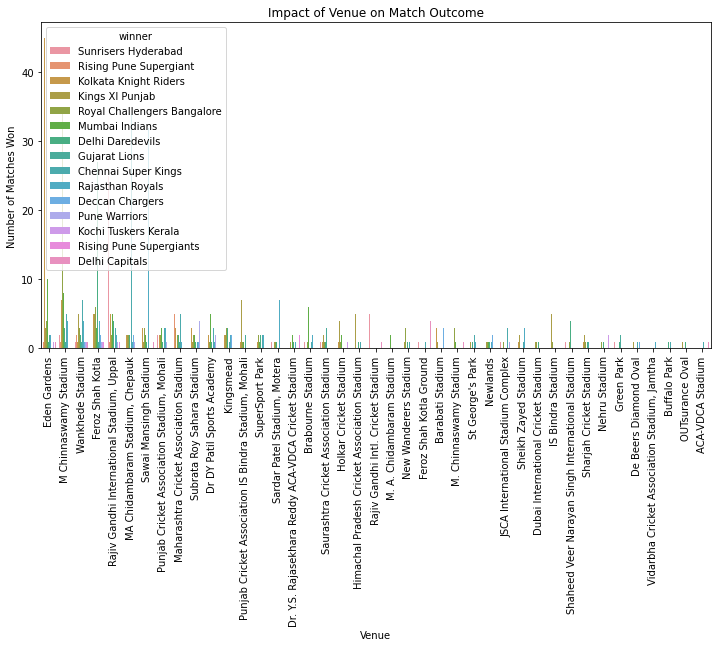 Impact of Venue on Match Outcome
winner
Sunrisers Hyderabad
Rising Pune Supergiant
Kolkata Knight Riders
Kings XI Punjab
Royal Challengers Bangalore
Mumbai Indians
Delhi Daredevils
Gujarat Lions
Chennai Super Kings
Rajasthan Royals
Deccan Chargers
Pune Warriors
Kochi Tuskers Kerala
Rising Pune Supergiants
Delhi Capitals
Number of Matches Won
40
30
20
10
0
Eden Gardens
M Chinnaswamy Stadium
Wankhede Stadium
Feroz Shah Kotla
Rajiv Gandhi International Stadium, Uppal
MA Chidambaram Stadium, Chepauk
Sawai Mansingh Stadium
Punjab Cricket Association Stadium, Mohali
Maharashtra Cricket Association Stadium
Subrata Roy Sahara Stadium
Dr DY Patil Sports Academy
Kingsmead
Punjab Cricket Association IS Bindra Stadium, Mohali
SuperSport Park
Sardar Patel Stadium, Motera
Dr. Y.S. Rajasekhara Reddy ACA-VDCA Cricket Stadium
Brabourne Stadium
Saurashtra Cricket Association Stadium
Holkar Cricket Stadium
Himachal Pradesh Cricket Association Stadium
Rajiv Gandhi Intl. Cricket Stadium
M. A. Chidambaram Stadium
New Wanderers Stadium
Feroz Shah Kotla Ground
Barabati Stadium
M. Chinnaswamy Stadium
St George's Park
Newlands
JSCA International Stadium Complex
Sheikh Zayed Stadium
Dubai International Cricket Stadium
IS Bindra Stadium
Shaheed Veer Narayan Singh International Stadium
Sharjah Cricket Stadium
Nehru Stadium
Green Park
De Beers Diamond Oval
Vidarbha Cricket Association Stadium, Jamtha
Buffalo Park
OUTsurance Oval
ACA-VDCA Stadium
Venue